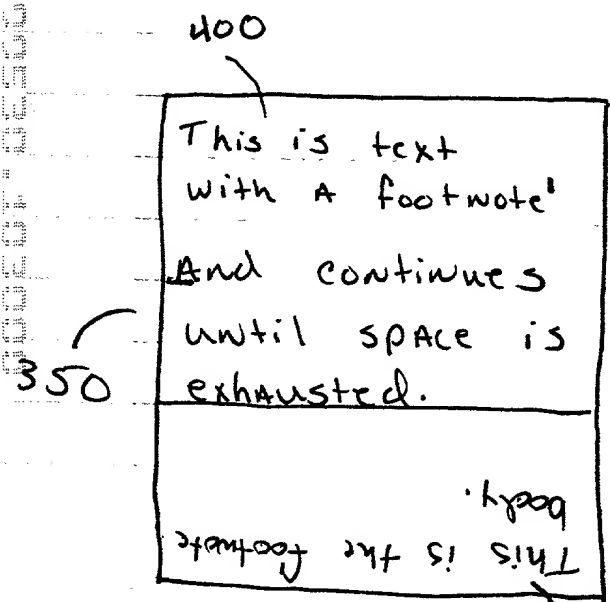 400
This is text
with A footnote¹
And continues
until space is
exhausted.
350
This is the footnote
body.